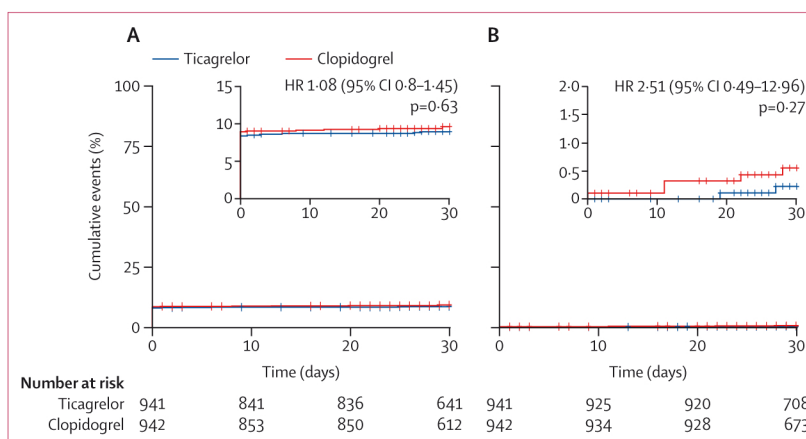 A
B
Ticagrelor
Clopidogrel
HR 1·08 (95% CI 0·8–1·45)
p=0·63
15
10
5
0
0
10
20
30
HR 2·51 (95% CI 0·49–12·96)
p=0·27
2·0
1·5
1·0
0·5
0
0
10
20
30
Cumulative events (%)
100
75
50
25
0
0
10
20
30
0
10
20
30
Time (days)
Time (days)
Number at risk
Ticagrelor 941 841 836 641 941 925 920 708
Clopidogrel 942 853 850 612 942 934 928 673